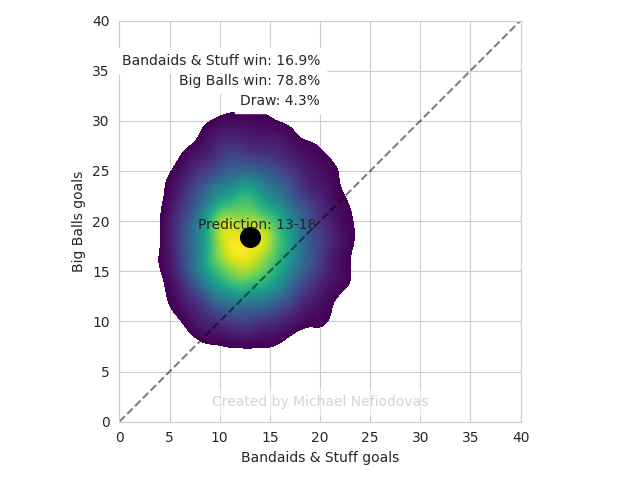 40
35
30
25
20
15
10
5
0
Big Balls goals
Bandaids & Stuff win: 16.9%
Big Balls win: 78.8%
Draw: 4.3%
Prediction: 13-18
Created by Michael Nefiodovas
0 5 10 15 20 25 30 35 40
Bandaids & Stuff goals